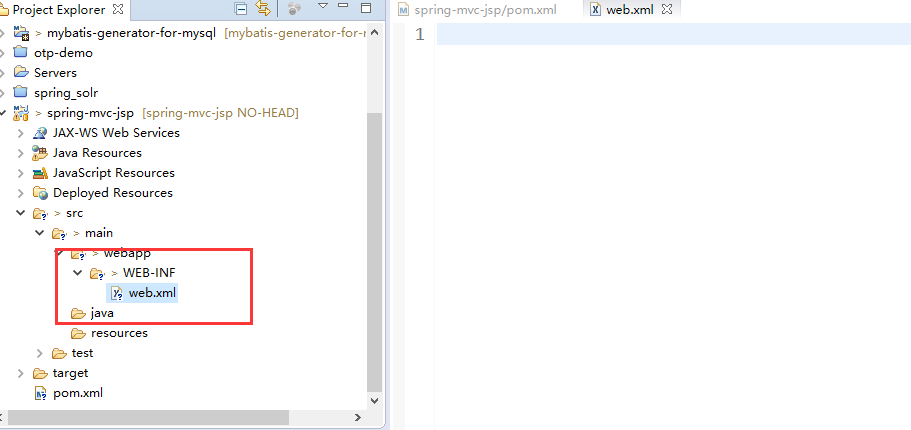 Project Explorer
spring-mvc-jsp/pom.xml
web.xml
> mybatis-generator-for-mysql [mybatis-generator-for-
otp-demo
Servers
spring_solr
> spring-mvc-jsp [spring-mvc-jsp NO-HEAD]
JAX-WS Web Services
Java Resources
JavaScript Resources
Deployed Resources
> src
> main
> webapp
> WEB-INF
web.xml
java
resources
> test
target
pom.xml
1